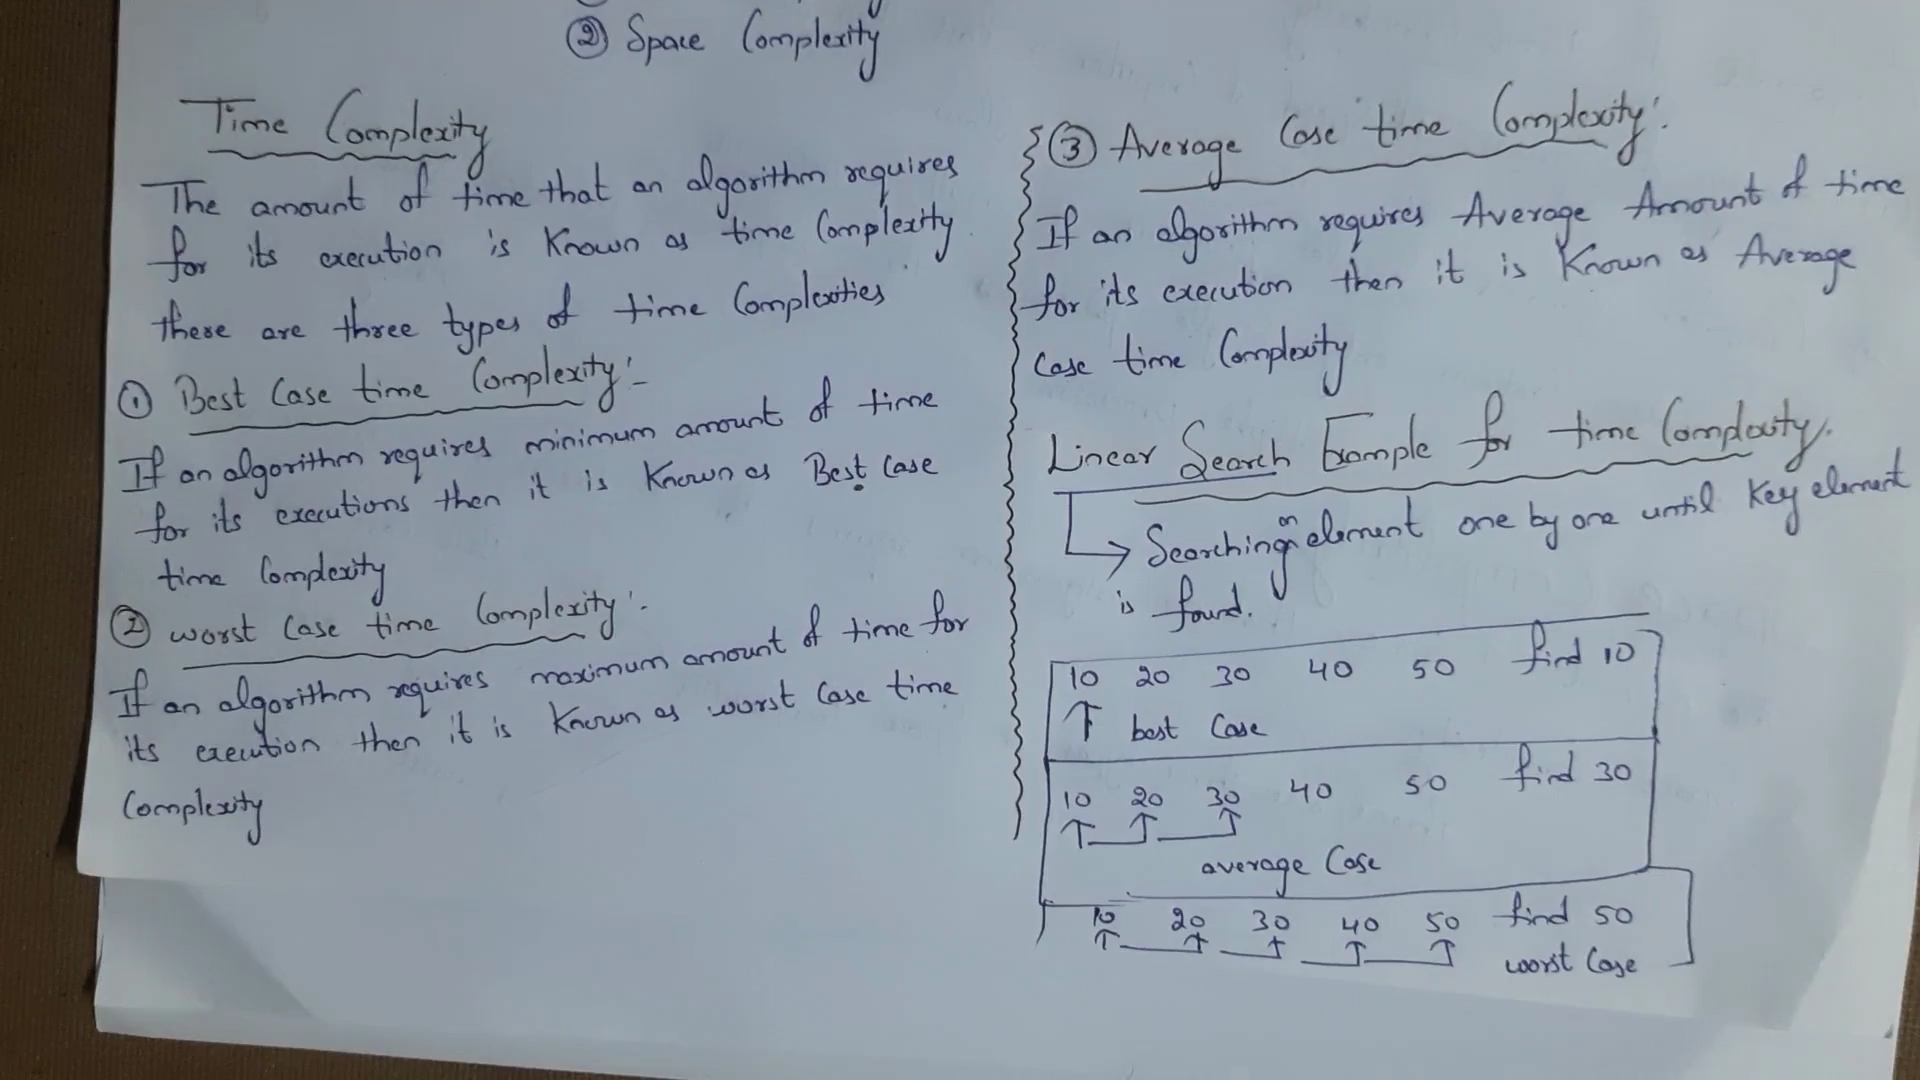 ② Space Complexity
Time Complexity
The amount of time that an algorithm requires
for its execution is known as time Complexity
there are three types of time Complexities
① Best Case time Complexity:-
If an algorithm requires minimum amount of time
for its executions then it is known as Best Case
time Complexity
② worst Case time Complexity:-
If an algorithm requires maximum amount of time for
its execution then it is known as worst Case time
Complexity
③ Average Case time Complexity:
If an algorithm requires Average Amount of time
for its execution then it is known as Average
Case time Complexity
Linear Search Example for time Complexity.
→ Searching an element one by one until key element
is found.
10 20 30 40 50 find 10
↑ best Case
10 20 30 40 50 find 30
average Case
10 20 30 40 50 find 50
worst Case